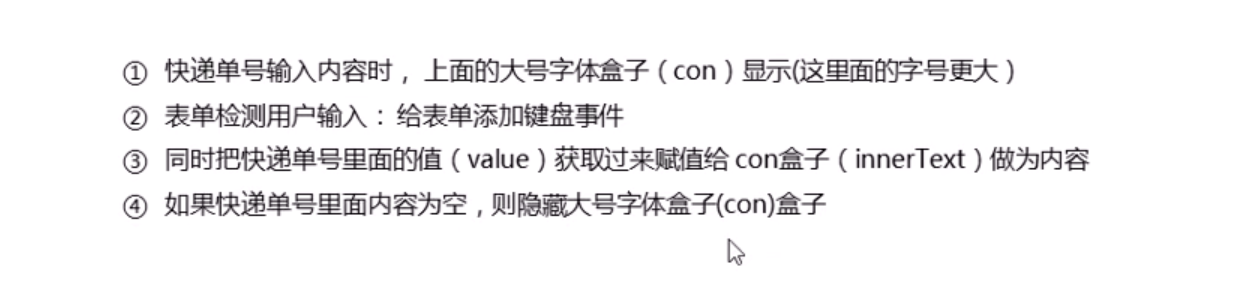 ① 快递单号输入内容时，上面的大号字体盒子（con）显示(这里面的字号更大）
② 表单检测用户输入：给表单添加键盘事件
③ 同时把快递单号里面的值（value）获取过来赋值给 con盒子（innerText）做为内容
④ 如果快递单号里面内容为空，则隐藏大号字体盒子(con)盒子